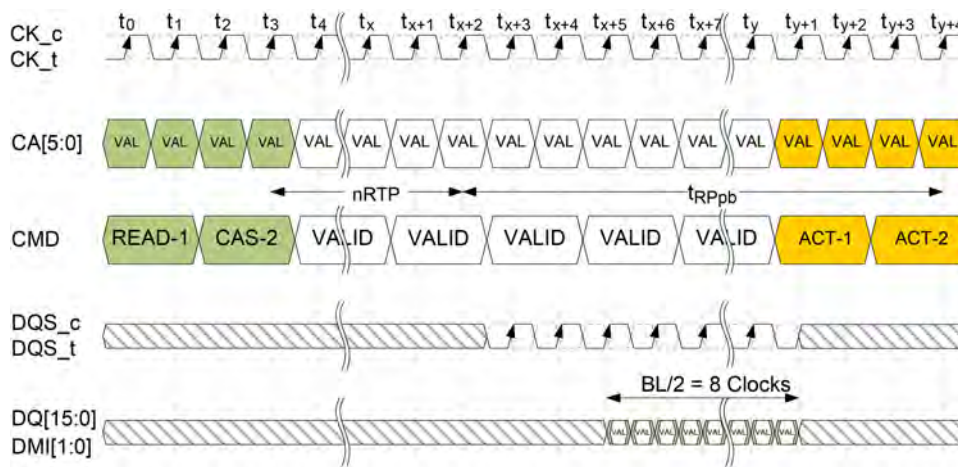 t0 t1 t2 t3 t4 tx tx+1 tx+2 tx+3 tx+4 tx+5 tx+6 tx+7 ty ty+1 ty+2 ty+3 ty+4
CK_c
CK_t
CA[5:0] VAL VAL VAL VAL VAL VAL VAL VAL VAL VAL VAL VAL VAL VAL VAL VAL VAL VAL
nRTP tRPpb
CMD READ-1 CAS-2 VALID VALID VALID VALID VALID ACT-1 ACT-2
DQS_c
DQS_t
BL/2 = 8 Clocks
DQ[15:0] VAL VAL VAL VAL VAL VAL VAL VAL
DMI[1:0]